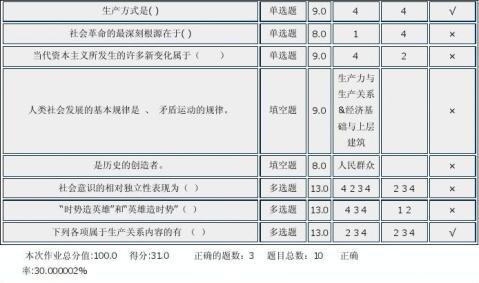 生产方式是( ) 单选题 9.0 4 4 √
社会革命的最深刻根源在于( ) 单选题 8.0 1 4 ×
当代资本主义所发生的许多新变化属于（ ） 单选题 9.0 4 2 ×
人类社会发展的基本规律是 、 矛盾运动的规律。 填空题 9.0 生产力与
生产关系
&经济基
础与上层
建筑 ×
是历史的创造者。 填空题 8.0 人民群众 ×
社会意识的相对独立性表现为（ ） 多选题 13.0 4 2 3 4 2 3 4 ×
“时势造英雄”和“英雄造时势”（ ） 多选题 13.0 4 3 4 1 2 ×
下列各项属于生产关系内容的有 （ ） 多选题 13.0 2 3 4 2 3 4 √
本次作业总分值:100.0 得分:31.0 正确的题数：3 题目总数：10 正确
率:30.000002%